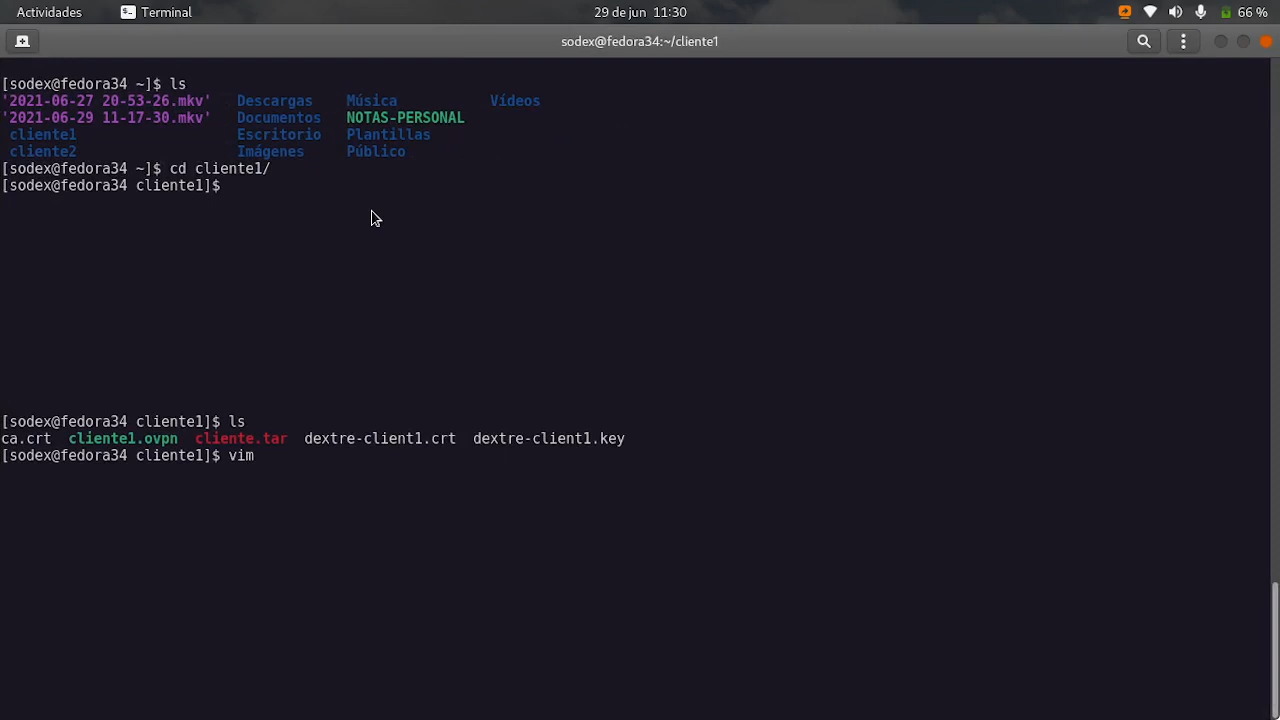 Actividades Terminal 29 de jun 11:30 66 %
sodex@fedora34:~/cliente1
[sodex@fedora34 ~]$ ls
'2021-06-27 20-53-26.mkv' Descargas Música Vídeos
'2021-06-29 11-17-30.mkv' Documentos NOTAS-PERSONAL
cliente1 Escritorio Plantillas
cliente2 Imágenes Público
[sodex@fedora34 ~]$ cd cliente1/
[sodex@fedora34 cliente1]$
[sodex@fedora34 cliente1]$ ls
ca.crt cliente1.ovpn cliente.tar dextre-client1.crt dextre-client1.key
[sodex@fedora34 cliente1]$ vim